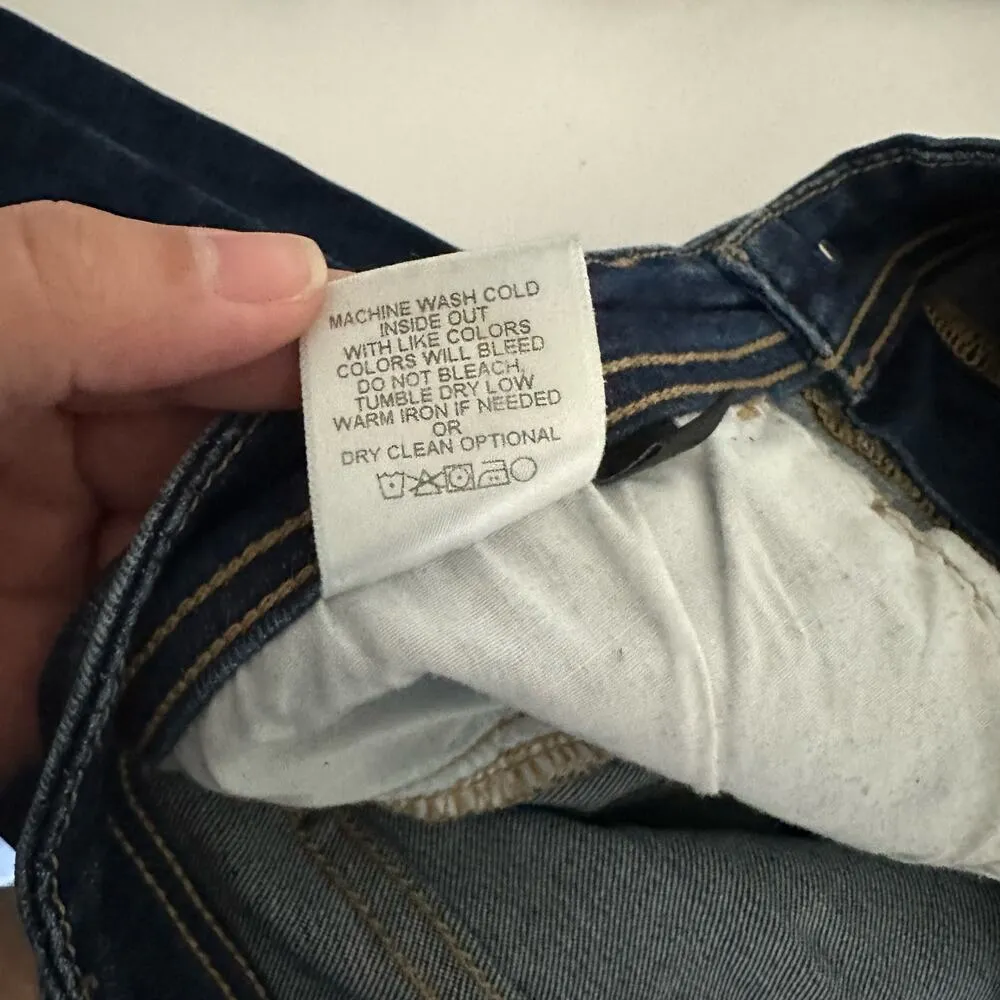 MACHINE WASH COLD
INSIDE OUT
WITH LIKE COLORS
COLORS WILL BLEED
DO NOT BLEACH,
TUMBLE DRY LOW
WARM IRON IF NEEDED
OR
DRY CLEAN OPTIONAL